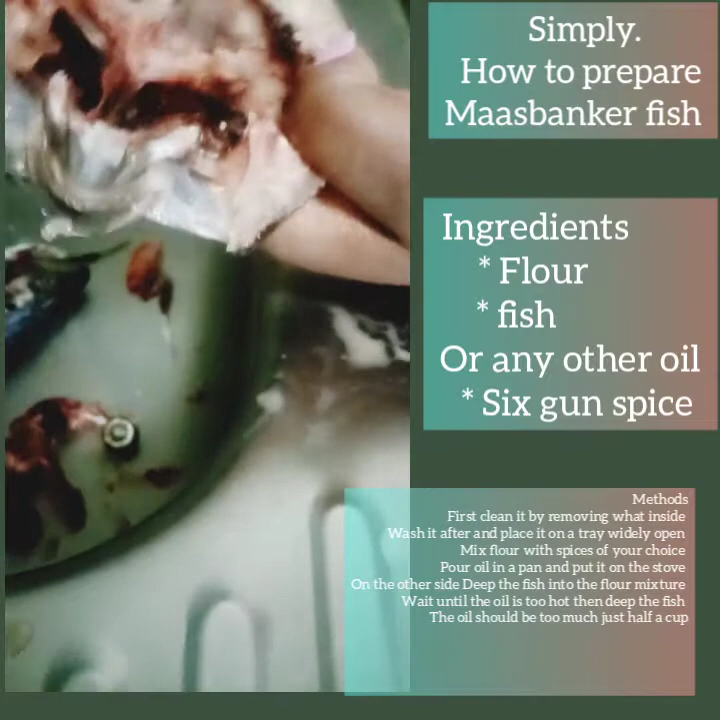 Simply.
How to prepare
Maasbanker fish
Ingredients
* Flour
* fish
Or any other oil
* Six gun spice
Methods
First clean it by removing what inside
Wash it after and place it on a tray widely open
Mix flour with spices of your choice
Pour oil in a pan and put it on the stove
On the other side Deep the fish into the flour mixture
Wait until the oil is too hot then deep the fish
The oil should be too much just half a cup